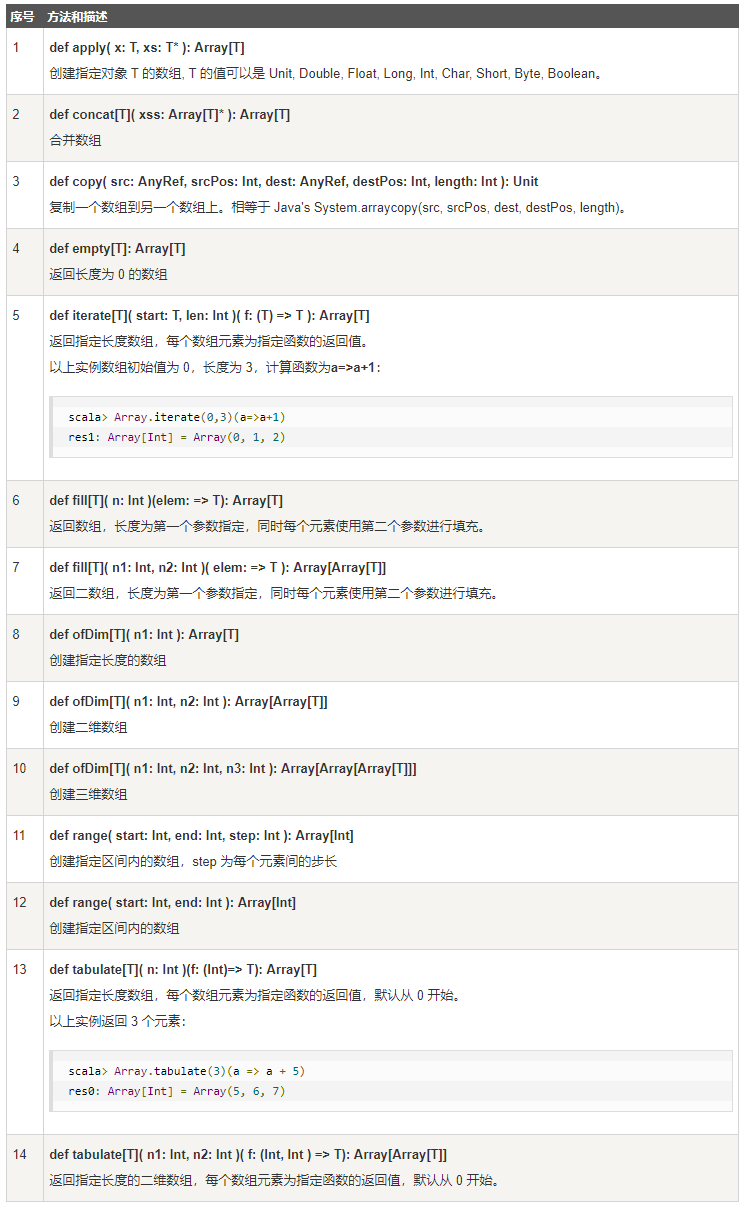 序号 方法和描述
1 def apply( x: T, xs: T* ): Array[T]
创建指定对象 T 的数组, T 的值可以是 Unit, Double, Float, Long, Int, Char, Short, Byte, Boolean。
2 def concat[T]( xss: Array[T]* ): Array[T]
合并数组
3 def copy( src: AnyRef, srcPos: Int, dest: AnyRef, destPos: Int, length: Int ): Unit
复制一个数组到另一个数组上。相等于 Java's System.arraycopy(src, srcPos, dest, destPos, length)。
4 def empty[T]: Array[T]
返回长度为 0 的数组
5 def iterate[T]( start: T, len: Int )( f: (T) => T ): Array[T]
返回指定长度数组，每个数组元素为指定函数的返回值。
以上实例数组初始值为 0，长度为 3，计算函数为a=>a+1：
scala> Array.iterate(0,3)(a=>a+1)
res1: Array[Int] = Array(0, 1, 2)
6 def fill[T]( n: Int )(elem: => T): Array[T]
返回数组，长度为第一个参数指定，同时每个元素使用第二个参数进行填充。
7 def fill[T]( n1: Int, n2: Int )( elem: => T ): Array[Array[T]]
返回二数组，长度为第一个参数指定，同时每个元素使用第二个参数进行填充。
8 def ofDim[T]( n1: Int ): Array[T]
创建指定长度的数组
9 def ofDim[T]( n1: Int, n2: Int ): Array[Array[T]]
创建二维数组
10 def ofDim[T]( n1: Int, n2: Int, n3: Int ): Array[Array[Array[T]]]
创建三维数组
11 def range( start: Int, end: Int, step: Int ): Array[Int]
创建指定区间内的数组，step 为每个元素间的步长
12 def range( start: Int, end: Int ): Array[Int]
创建指定区间内的数组
13 def tabulate[T]( n: Int )(f: (Int)=> T): Array[T]
返回指定长度数组，每个数组元素为指定函数的返回值，默认从 0 开始。
以上实例返回 3 个元素：
scala> Array.tabulate(3)(a => a + 5)
res0: Array[Int] = Array(5, 6, 7)
14 def tabulate[T]( n1: Int, n2: Int )( f: (Int, Int ) => T): Array[Array[T]]
返回指定长度的二维数组，每个数组元素为指定函数的返回值，默认从 0 开始。